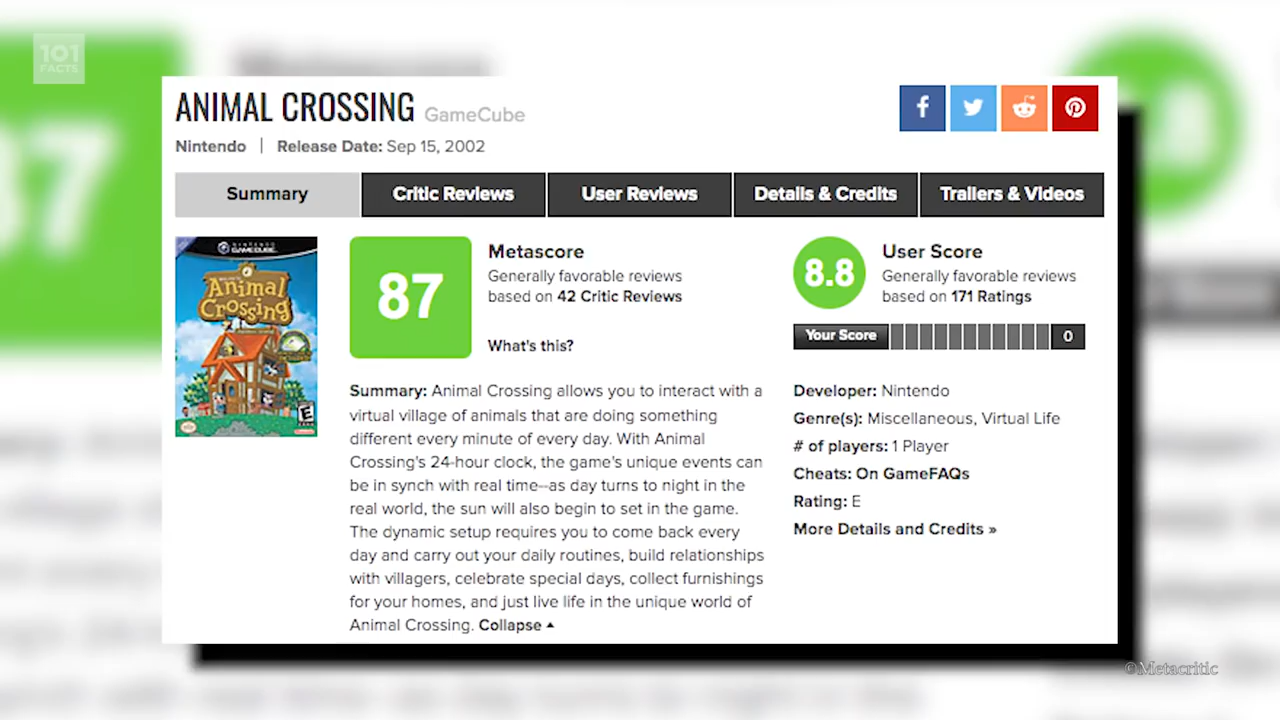 101
FACTS
ANIMAL CROSSING GameCube
Nintendo | Release Date: Sep 15, 2002
Summary
Critic Reviews
User Reviews
Details & Credits
Trailers & Videos
NINTENDO
GAMECUBE
Animal
Crossing
E
87
Metascore
Generally favorable reviews
based on 42 Critic Reviews
What's this?
8.8
User Score
Generally favorable reviews
based on 171 Ratings
Your Score
0
Summary: Animal Crossing allows you to interact with a
virtual village of animals that are doing something
different every minute of every day. With Animal
Crossing's 24-hour clock, the game's unique events can
be in synch with real time--as day turns to night in the
real world, the sun will also begin to set in the game.
The dynamic setup requires you to come back every
day and carry out your daily routines, build relationships
with villagers, celebrate special days, collect furnishings
for your homes, and just live life in the unique world of
Animal Crossing. Collapse
Developer: Nintendo
Genre(s): Miscellaneous, Virtual Life
# of players: 1 Player
Cheats: On GameFAQs
Rating: E
More Details and Credits »
©Metacritic